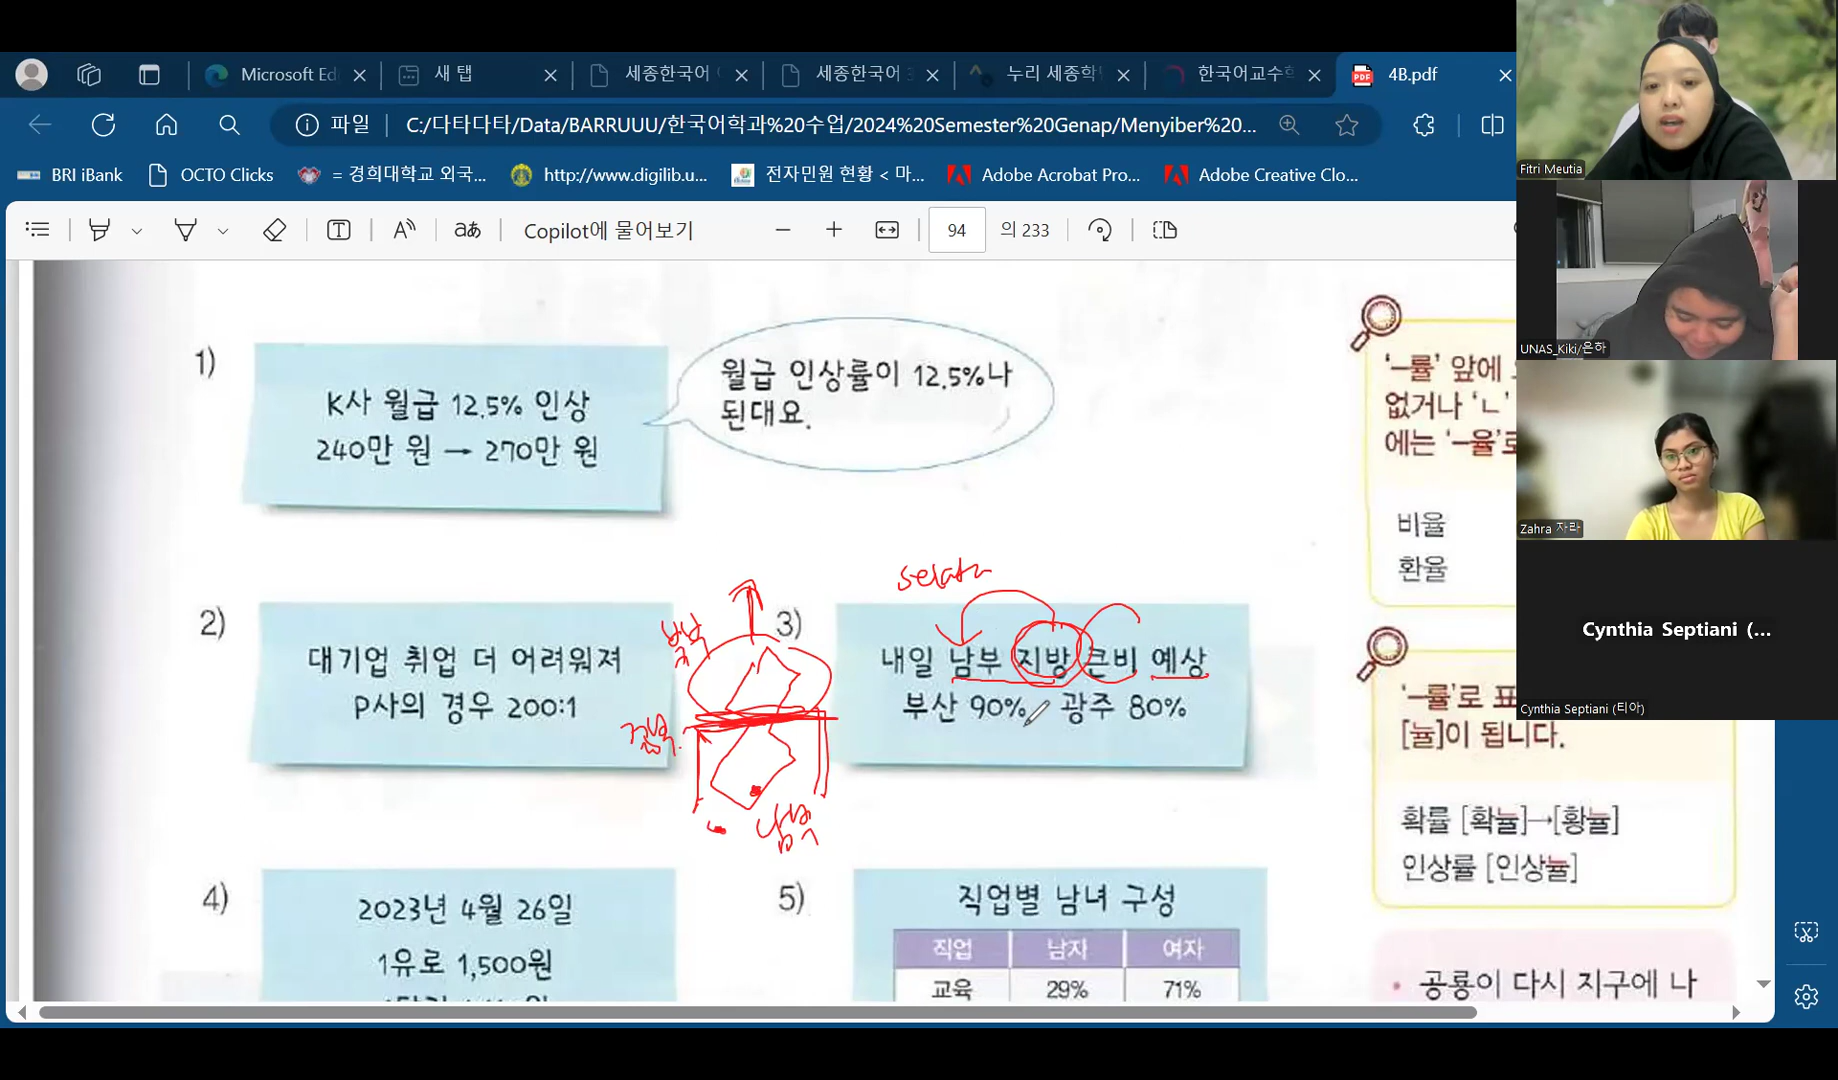 Microsoft Ed
새 탭
세종한국어
세종한국어 3
누리 세종학
한국어교수학
4B.pdf
파일
C:/다타다타/Data/BARRUUU/한국어학과%20수업/2024%20Semester%20Genap/Menyiber%20...
BRI iBank
OCTO Clicks
= 경희대학교 외국...
http://www.digilib.u...
전자민원 현황 < 마...
Adobe Acrobat Pro...
Adobe Creative Clo...
aあ
Copilot에 물어보기
94
의 233
1)
K사 월급 12.5% 인상
240만 원 → 270만 원
월급 인상률이 12.5%나
된대요.
2)
대기업 취업 더 어려워져
P사의 경우 200:1
3)
selatan
내일 남부 지방 큰비 예상
부산 90%, 광주 80%
4)
2023년 4월 26일
1유로 1,500원
5)
직업별 남녀 구성
직업 남자 여자
교육 29% 71%
'-률' 앞에
없거나 'ㄴ'
에는 '-율'로
비율
환율
'-률'로 표
[뉼]이 됩니다.
확률 [확뉼]→[황뉼]
인상률 [인상뉼]
• 공룡이 다시 지구에 나
Fitri Meutia
UNAS_Kiki/은하
Zahra 자라
Cynthia Septiani (...
Cynthia Septiani (티아)